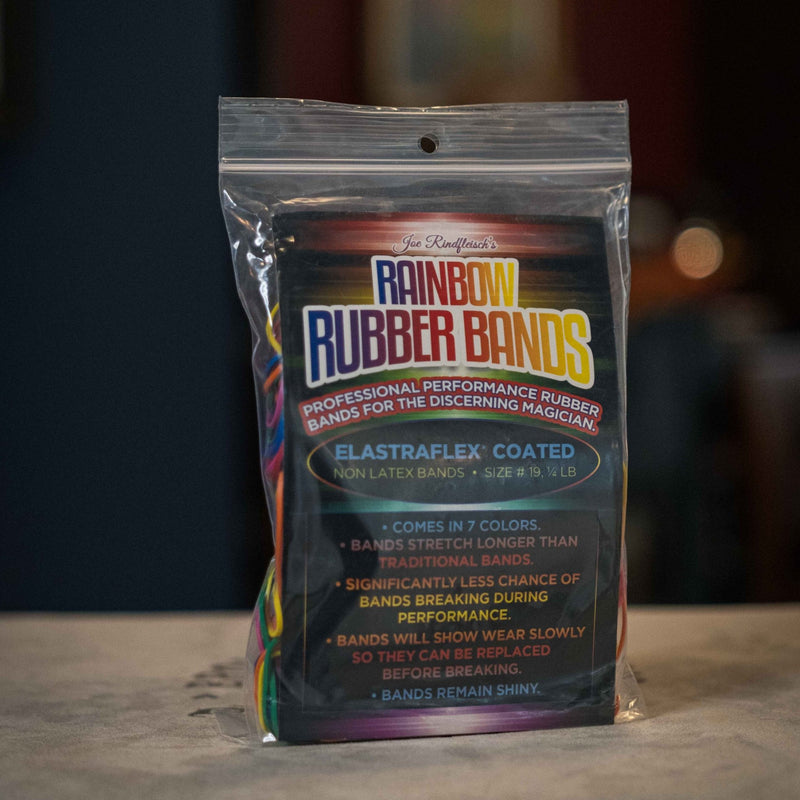 Joe Rindfleisch's
RAINBOW
RUBBER BANDS
PROFESSIONAL PERFORMANCE RUBBER
BANDS FOR THE DISCERNING MAGICIAN.
ELASTRAFLEX COATED
NON LATEX BANDS • SIZE # 19, ¼ LB
• COMES IN 7 COLORS.
• BANDS STRETCH LONGER THAN
TRADITIONAL BANDS.
• SIGNIFICANTLY LESS CHANCE OF
BANDS BREAKING DURING
PERFORMANCE.
• BANDS WILL SHOW WEAR SLOWLY
SO THEY CAN BE REPLACED
BEFORE BREAKING.
• BANDS REMAIN SHINY.